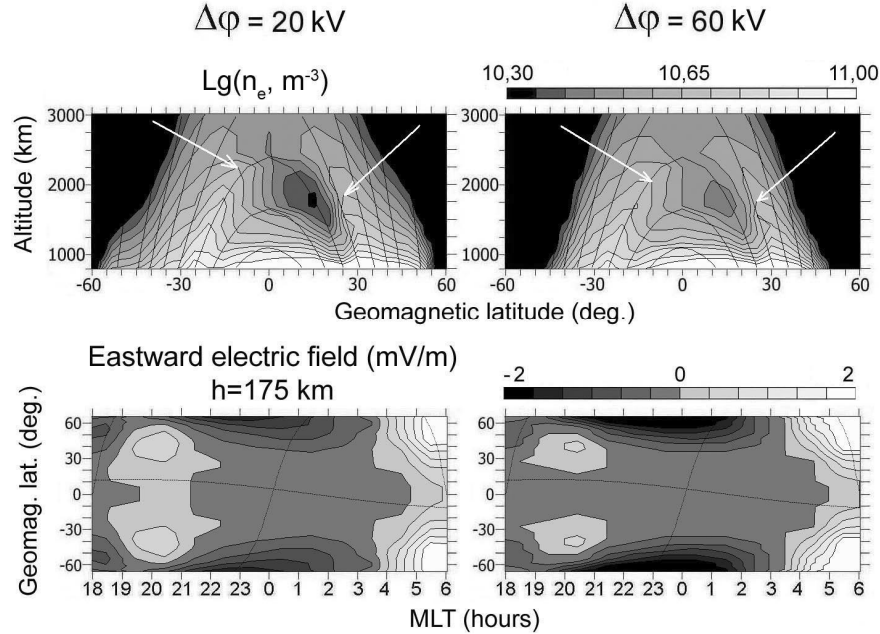 Δφ = 20 kV
Δφ = 60 kV
Lg(nₑ, m⁻³)
10,30 10,65 11,00
Altitude (km)
3000
2000
1000
-60 -30 0 30 60
3000
2000
1000
-60 -30 0 30 60
Geomagnetic latitude (deg.)
Eastward electric field (mV/m)
h=175 km
-2 0 2
Geomag. lat. (deg.)
60
30
0
-30
-60
18 19 20 21 22 23 0 1 2 3 4 5 6
60
30
0
-30
-60
18 19 20 21 22 23 0 1 2 3 4 5 6
MLT (hours)